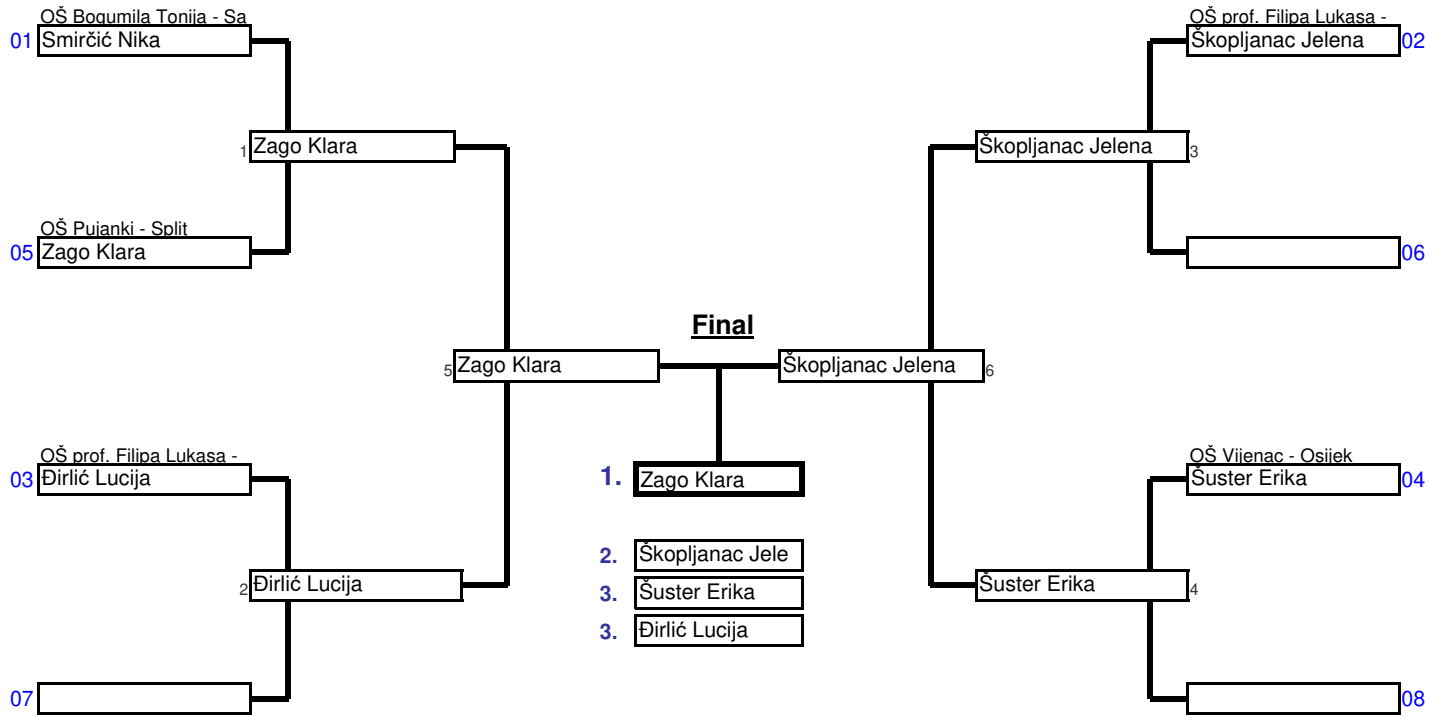 OŠ Bogumila Tonija - Sa
01 Smirčić Nika
OŠ prof. Filipa Lukasa -
Škopljanac Jelena 02
1 Zago Klara
Škopljanac Jelena 3
OŠ Pujanki - Split
05 Zago Klara
06
Final
5 Zago Klara
Škopljanac Jelena 6
OŠ prof. Filipa Lukasa -
03 Đirlić Lucija
OŠ Vijenac - Osijek
Šuster Erika 04
1. Zago Klara
2. Škopljanac Jele
3. Šuster Erika
3. Đirlić Lucija
2 Đirlić Lucija
Šuster Erika 4
07
08